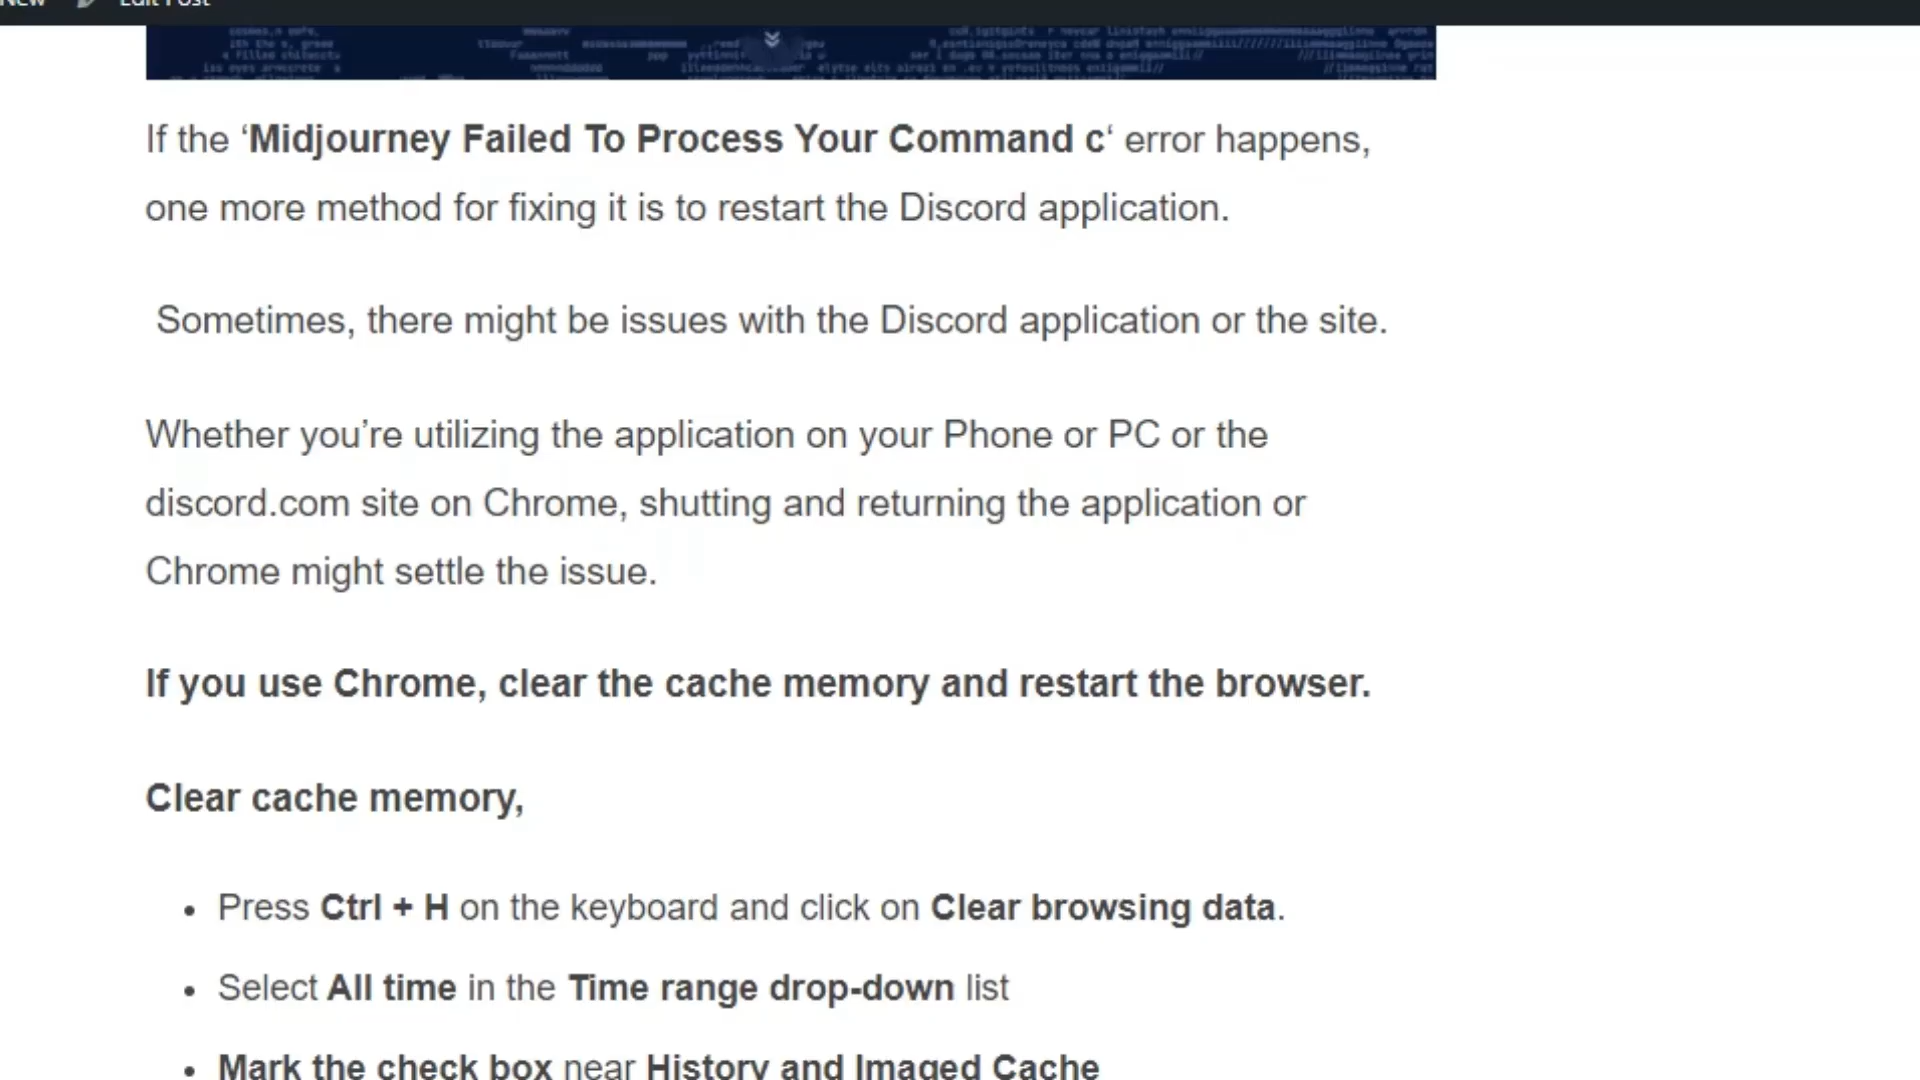 New Edit Post
If the ‘Midjourney Failed To Process Your Command c‘ error happens,
one more method for fixing it is to restart the Discord application.
Sometimes, there might be issues with the Discord application or the site.
Whether you’re utilizing the application on your Phone or PC or the
discord.com site on Chrome, shutting and returning the application or
Chrome might settle the issue.
If you use Chrome, clear the cache memory and restart the browser.
Clear cache memory,
• Press Ctrl + H on the keyboard and click on Clear browsing data.
• Select All time in the Time range drop-down list
• Mark the check box near History and Imaged Cache